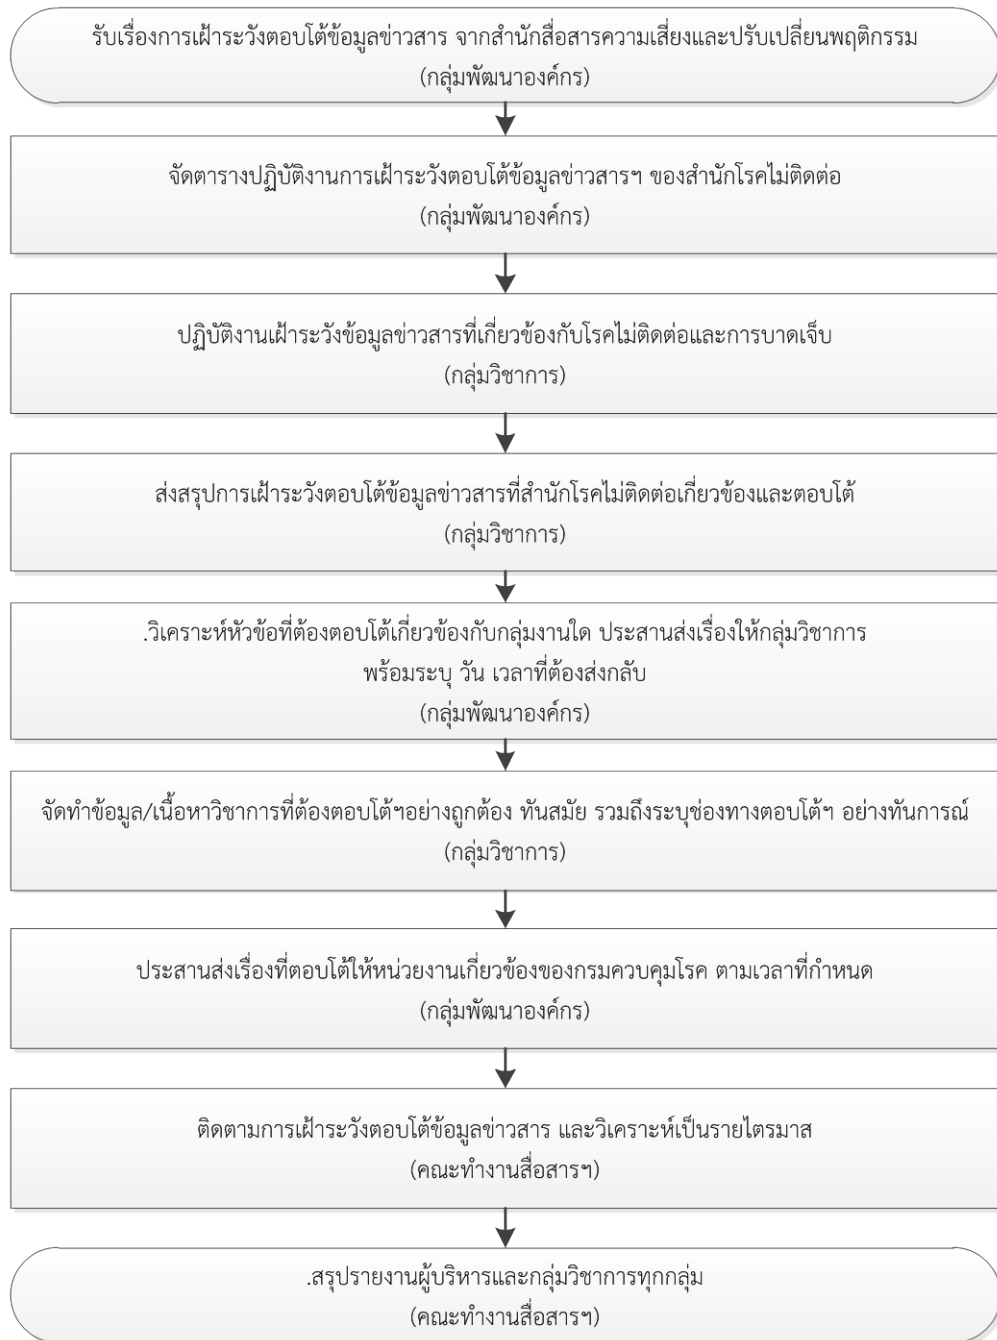 รับเรื่องการเฝ้าระวังตอบโต้ข้อมูลข่าวสาร จากสำนักสื่อสารความเสี่ยงและปรับเปลี่ยนพฤติกรรม
(กลุ่มพัฒนาองค์กร)
จัดตารางปฏิบัติงานการเฝ้าระวังตอบโต้ข้อมูลข่าวสารฯ ของสำนักโรคไม่ติดต่อ
(กลุ่มพัฒนาองค์กร)
ปฏิบัติงานเฝ้าระวังข้อมูลข่าวสารที่เกี่ยวข้องกับโรคไม่ติดต่อและการบาดเจ็บ
(กลุ่มวิชาการ)
ส่งสรุปการเฝ้าระวังตอบโต้ข้อมูลข่าวสารที่สำนักโรคไม่ติดต่อเกี่ยวข้องและตอบโต้
(กลุ่มวิชาการ)
.วิเคราะห์หัวข้อที่ต้องตอบโต้เกี่ยวข้องกับกลุ่มงานใด ประสานส่งเรื่องให้กลุ่มวิชาการ
พร้อมระบุ วัน เวลาที่ต้องส่งกลับ
(กลุ่มพัฒนาองค์กร)
จัดทำข้อมูล/เนื้อหาวิชาการที่ต้องตอบโต้ฯอย่างถูกต้อง ทันสมัย รวมถึงระบุช่องทางตอบโต้ฯ อย่างทันการณ์
(กลุ่มวิชาการ)
ประสานส่งเรื่องที่ตอบโต้ให้หน่วยงานเกี่ยวข้องของกรมควบคุมโรค ตามเวลาที่กำหนด
(กลุ่มพัฒนาองค์กร)
ติดตามการเฝ้าระวังตอบโต้ข้อมูลข่าวสาร และวิเคราะห์เป็นรายไตรมาส
(คณะทำงานสื่อสารฯ)
.สรุปรายงานผู้บริหารและกลุ่มวิชาการทุกกลุ่ม
(คณะทำงานสื่อสารฯ)